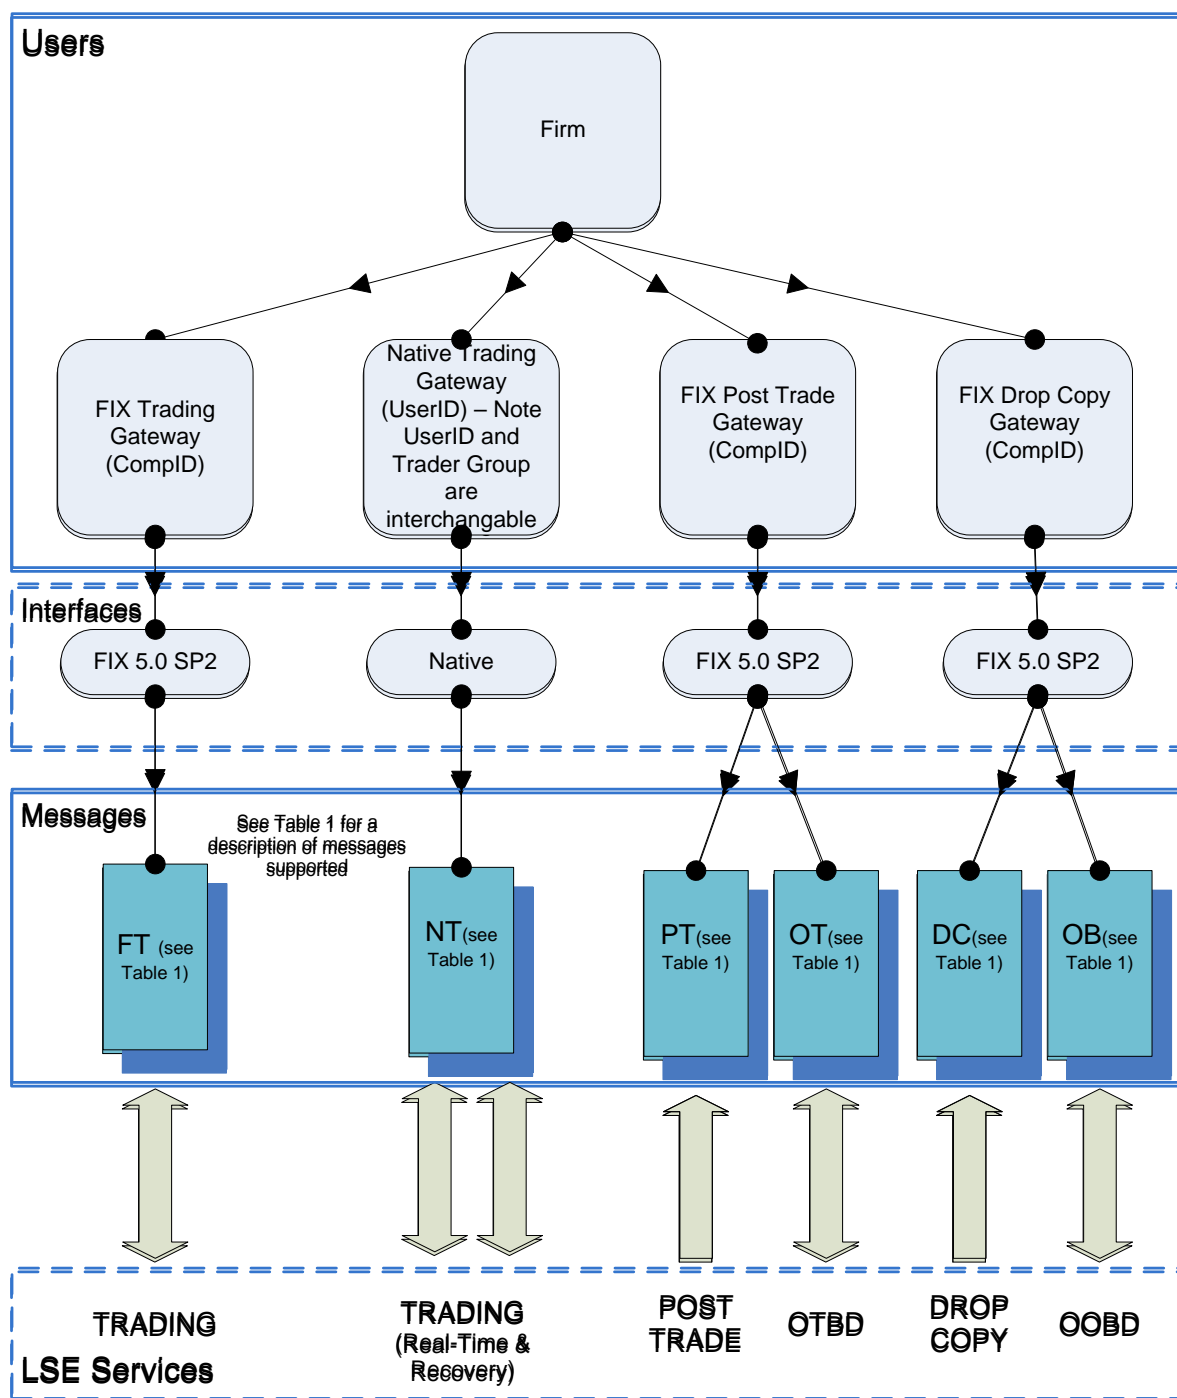 Users
Firm
FIX Trading
Gateway
(CompID)
Native Trading
Gateway
(UserID) – Note
UserID and
Trader Group
are
interchangable
FIX Post Trade
Gateway
(CompID)
FIX Drop Copy
Gateway
(CompID)
Interfaces
FIX 5.0 SP2
Native
FIX 5.0 SP2
FIX 5.0 SP2
Messages
See Table 1 for a
description of messages
supported
FT (see
Table 1)
NT(see
Table 1)
PT(see
Table 1)
OT(see
Table 1)
DC(see
Table 1)
OB(see
Table 1)
TRADING
TRADING
(Real-Time &
Recovery)
POST
TRADE
OTBD
DROP
COPY
OOBD
LSE Services